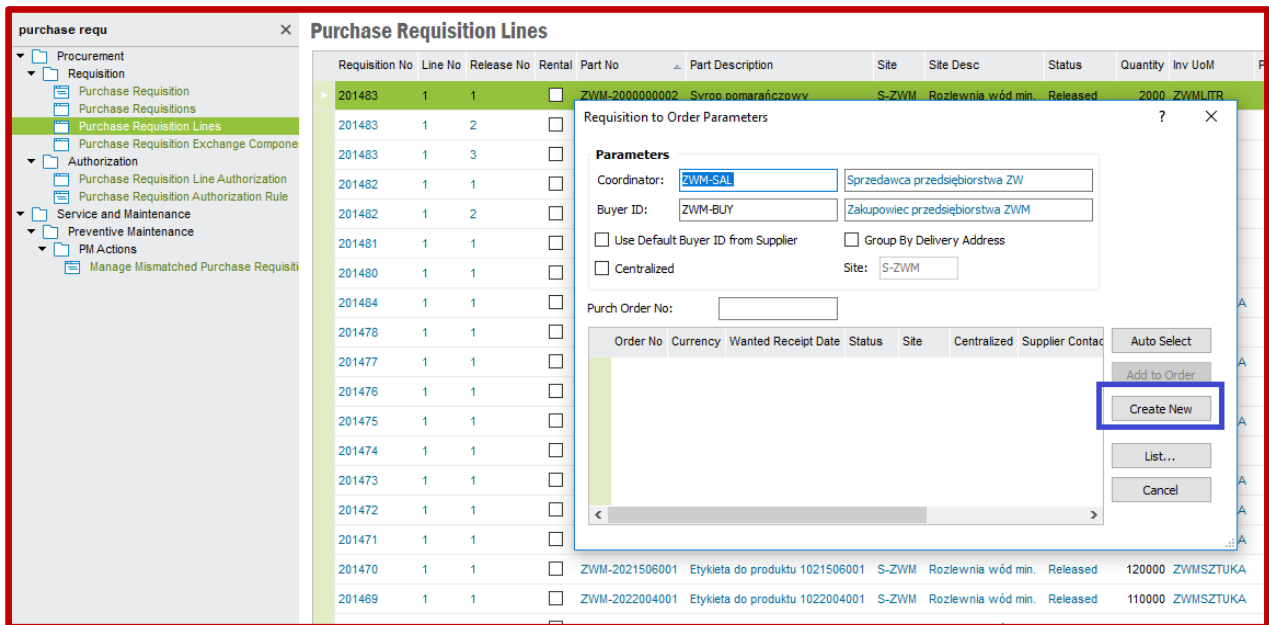 purchase requ ×
Procurement
Requisition
Purchase Requisition
Purchase Requisitions
Purchase Requisition Lines
Purchase Requisition Exchange Compone
Authorization
Purchase Requisition Line Authorization
Purchase Requisition Authorization Rule
Service and Maintenance
Preventive Maintenance
PM Actions
Manage Mismatched Purchase Requisiti
Purchase Requisition Lines
Requisition No Line No Release No Rental Part No Part Description Site Site Desc Status Quantity Inv UoM P
201483 1 1 ZWM-2000000002 Syrop pomarańczowy S-ZWM Rozlewnia wód min. Released 2000 ZWMLITR
201483 1 2
201483 1 3
201482 1 1
201482 1 2
201481 1 1
201480 1 1
201484 1 1 A
201478 1 1
201477 1 1 A
201476 1 1
201475 1 1 A
201474 1 1
201473 1 1 A
201472 1 1 A
201471 1 1 A
201470 1 1 ZWM-2021506001 Etykieta do produktu 1021506001 S-ZWM Rozlewnia wód min. Released 120000 ZWMSZTUKA
201469 1 1 ZWM-2022004001 Etykieta do produktu 1022004001 S-ZWM Rozlewnia wód min. Released 110000 ZWMSZTUKA
Requisition to Order Parameters ? ×
Parameters
Coordinator: ZWM-SAL Sprzedawca przedsiębiorstwa ZW
Buyer ID: ZWM-BUY Zakupowiec przedsiębiorstwa ZWM
Use Default Buyer ID from Supplier Group By Delivery Address
Centralized Site: S-ZWM
Purch Order No:
Order No Currency Wanted Receipt Date Status Site Centralized Supplier Contac
Auto Select
Add to Order
Create New
List...
Cancel